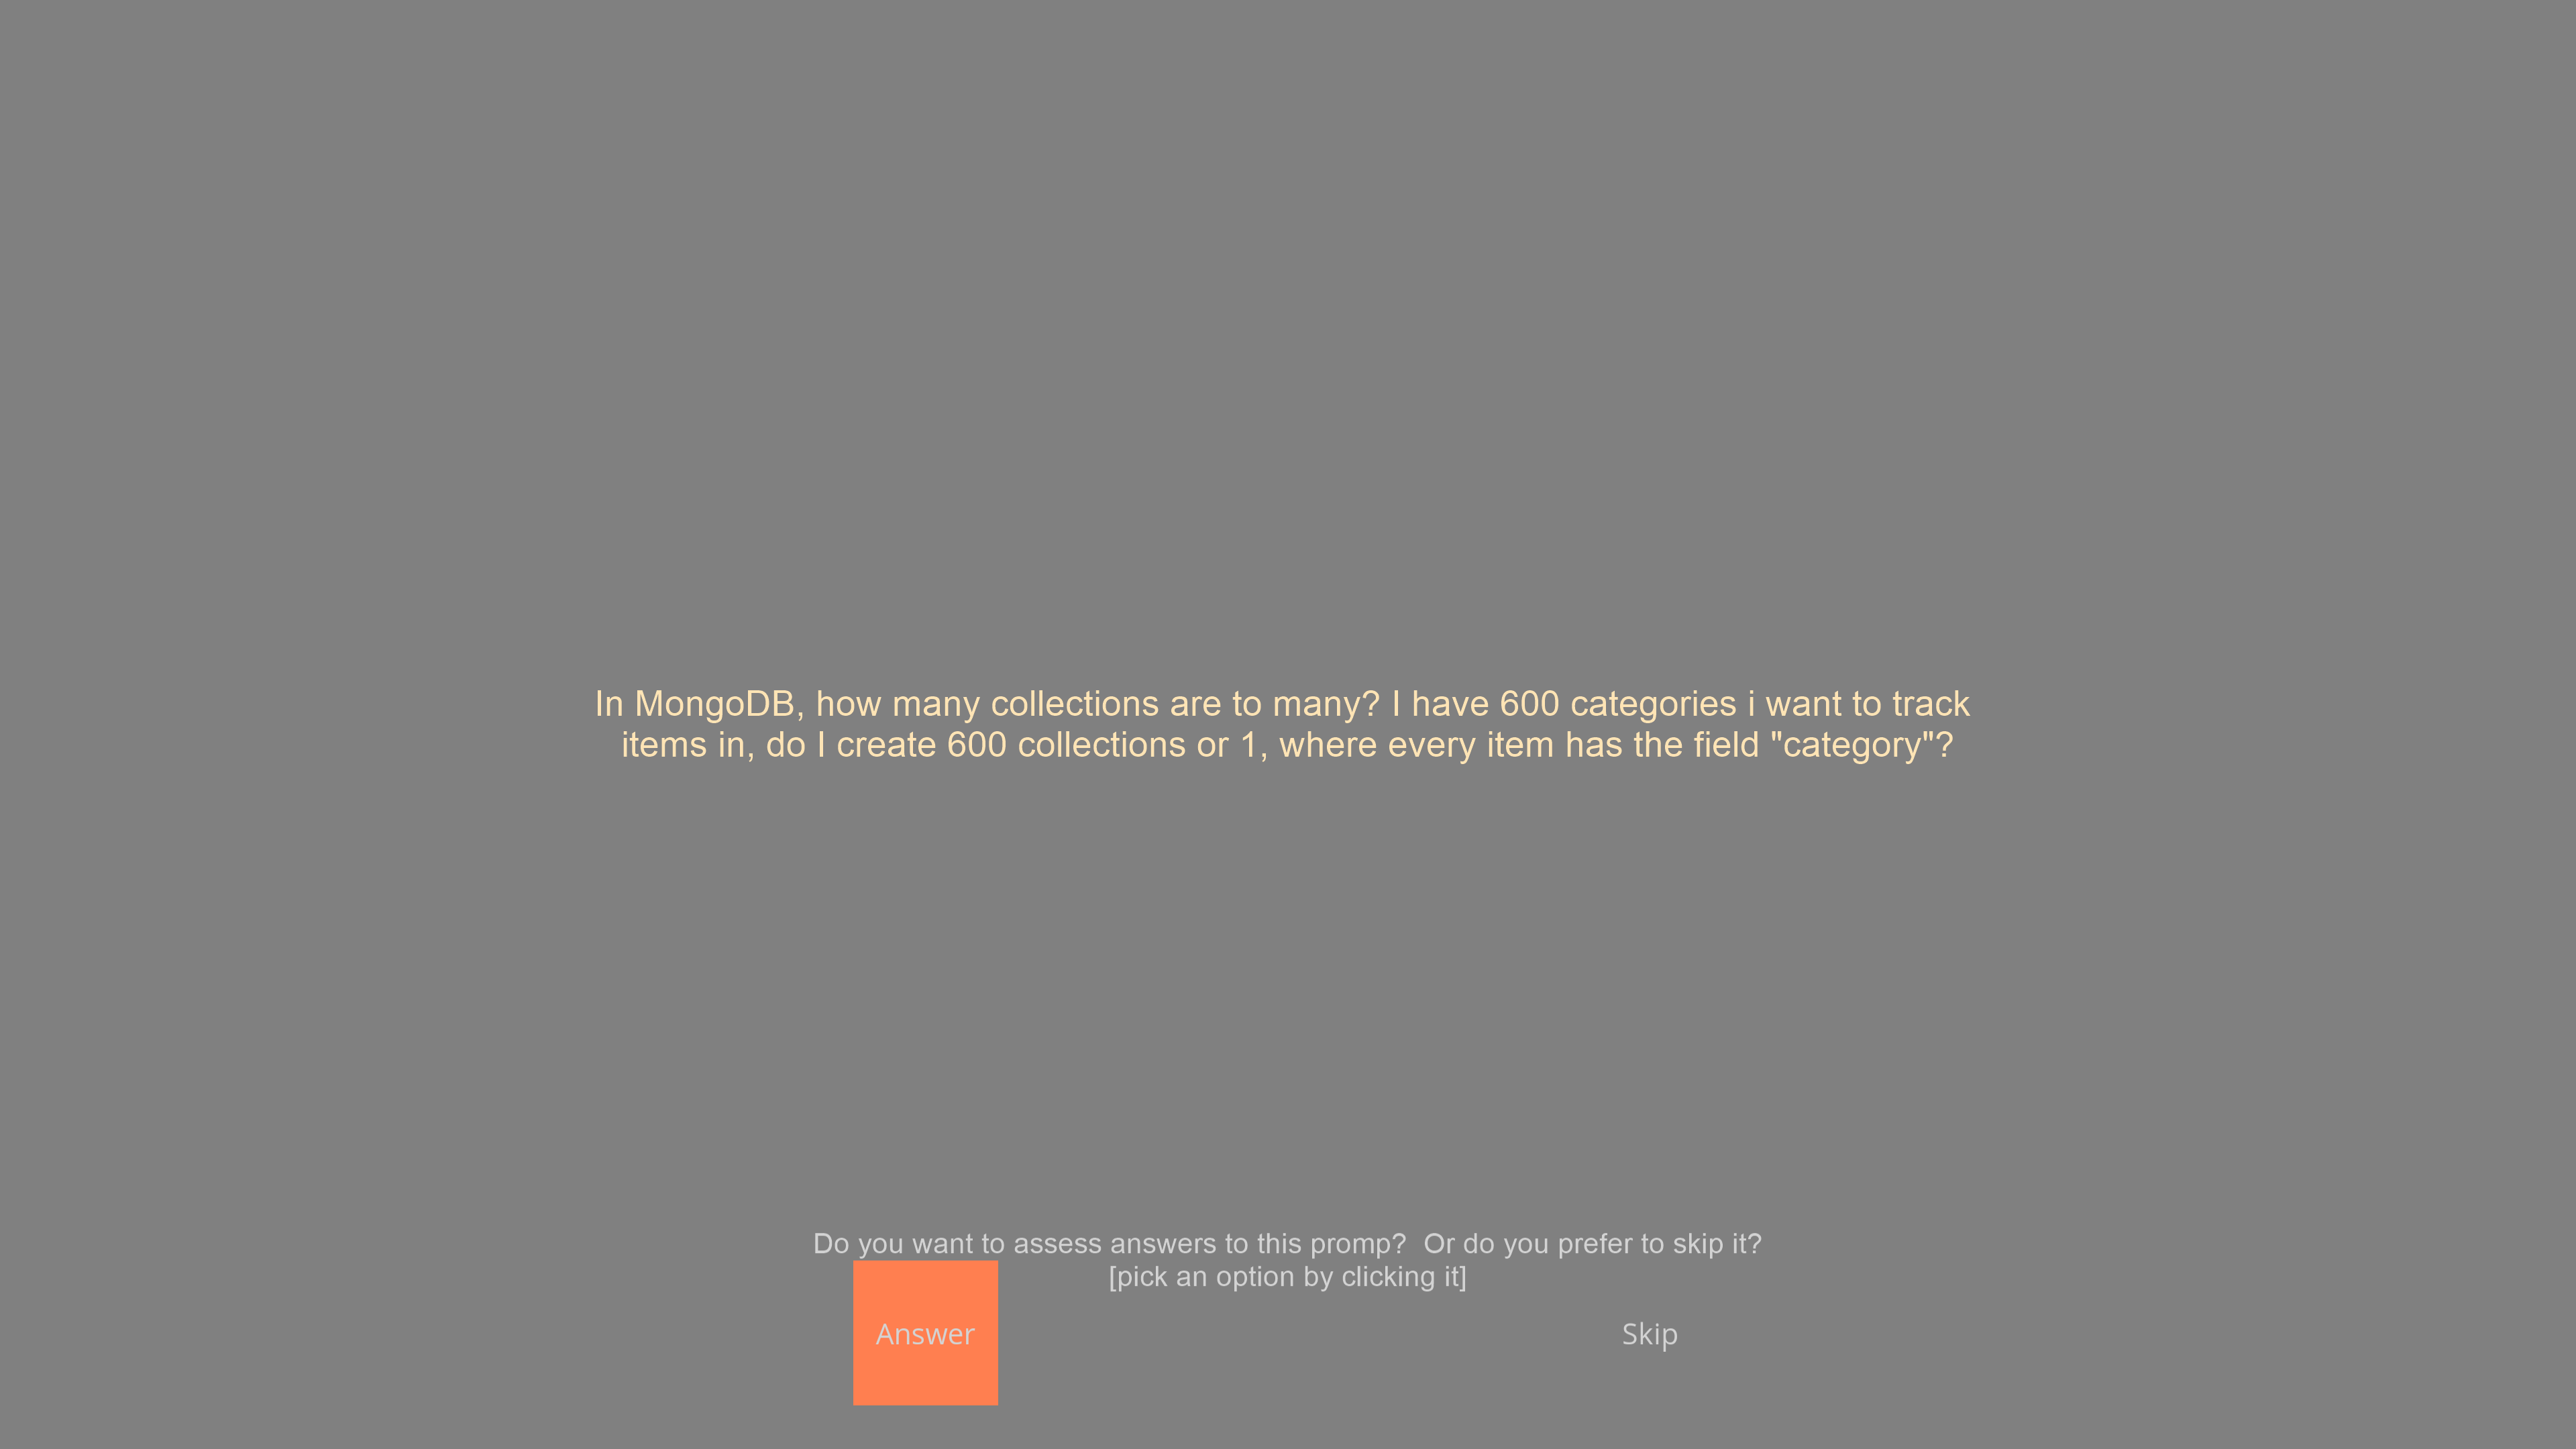 In MongoDB, how many collections are to many? I have 600 categories i want to track
items in, do I create 600 collections or 1, where every item has the field "category"?
Do you want to assess answers to this promp?  Or do you prefer to skip it?
[pick an option by clicking it]
Answer
Skip